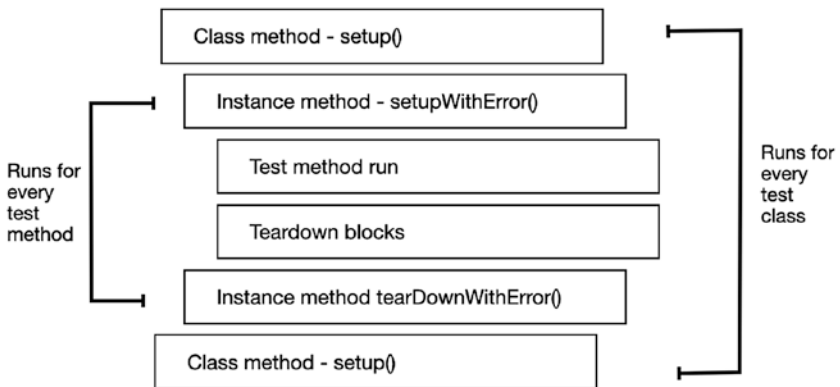 Class method - setup()
Instance method - setupWithError()
Test method run
Teardown blocks
Instance method tearDownWithError()
Class method - setup()
Runs for
every
test
method
Runs for
every
test
class